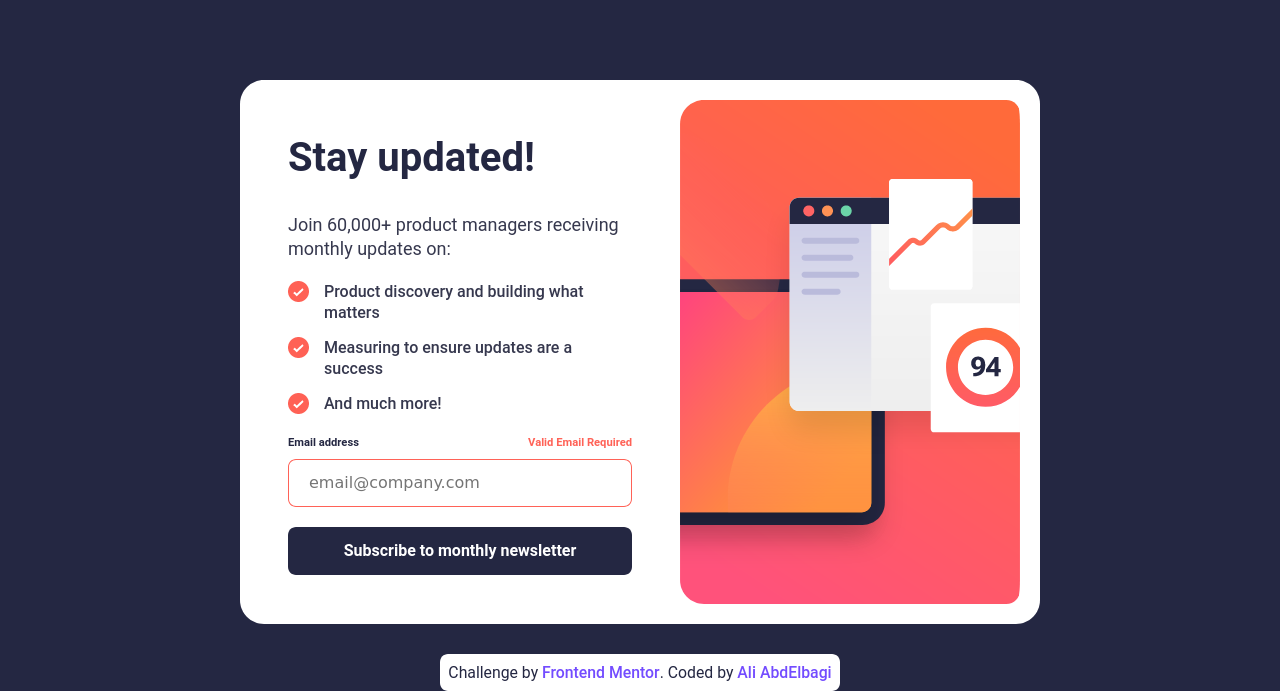 Stay updated!
Join 60,000+ product managers receiving
monthly updates on:
Product discovery and building what
matters
Measuring to ensure updates are a
success
And much more!
Email address
Valid Email Required
email@company.com
Subscribe to monthly newsletter
94
Challenge by Frontend Mentor. Coded by Ali AbdElbagi